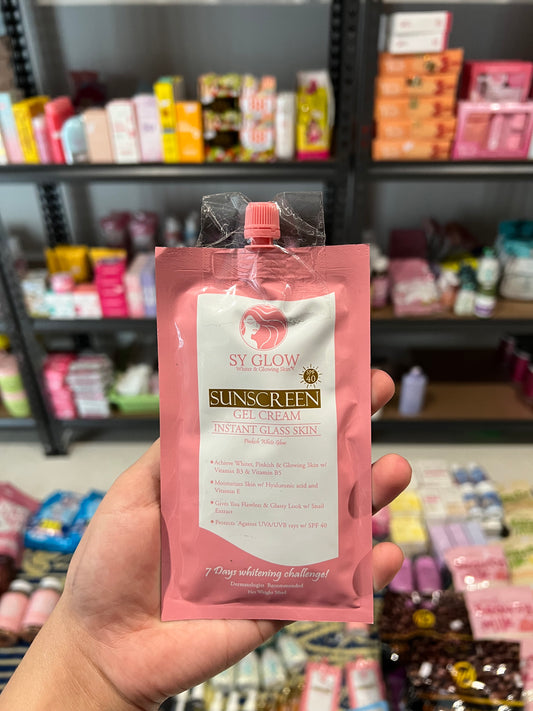 SY GLOW
Whiter & Glowing Skin
SPF
40
SUNSCREEN
GEL CREAM
INSTANT GLASS SKIN
Pinkish White Glow
Achieve Whiter, Pinkish & Glowing Skin w/
Vitamin B3 & Vitamin B5
Moisturizes Skin w/ Hyaluronic acid and
Vitamin E
Gives You Flawless & Glassy Look w/ Snail
Extract
Protects Against UVA/UVB rays w/ SPF 40
7 Days whitening challenge!
Dermatologist Recommended
Net Weight 50ml